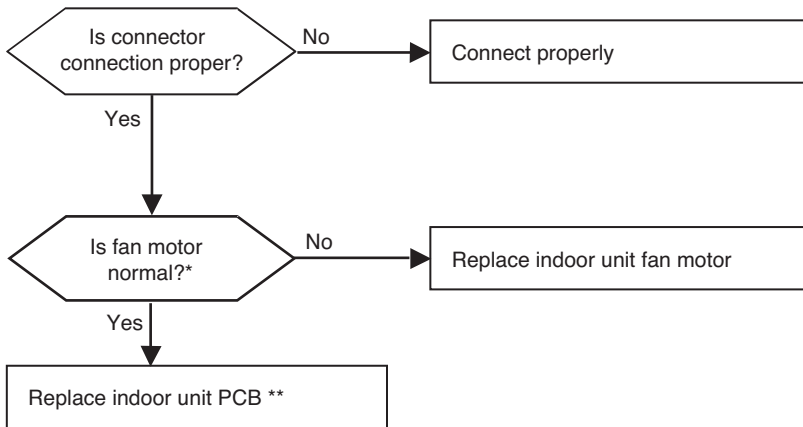 Is connector
connection proper?
No
Connect properly
Yes
Is fan motor
normal?*
No
Replace indoor unit fan motor
Yes
Replace indoor unit PCB **